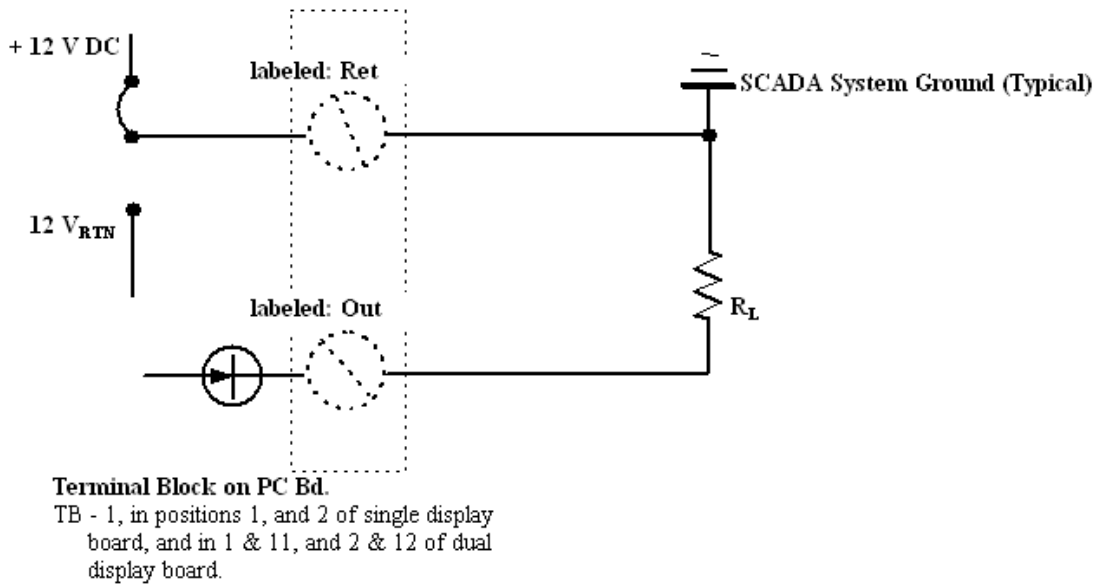 + 12 V DC
labeled: Ret
SCADA System Ground (Typical)
12 V RTN
labeled: Out
RL
Terminal Block on PC Bd.
TB - 1, in positions 1, and 2 of single display
board, and in 1 & 11, and 2 & 12 of dual
display board.